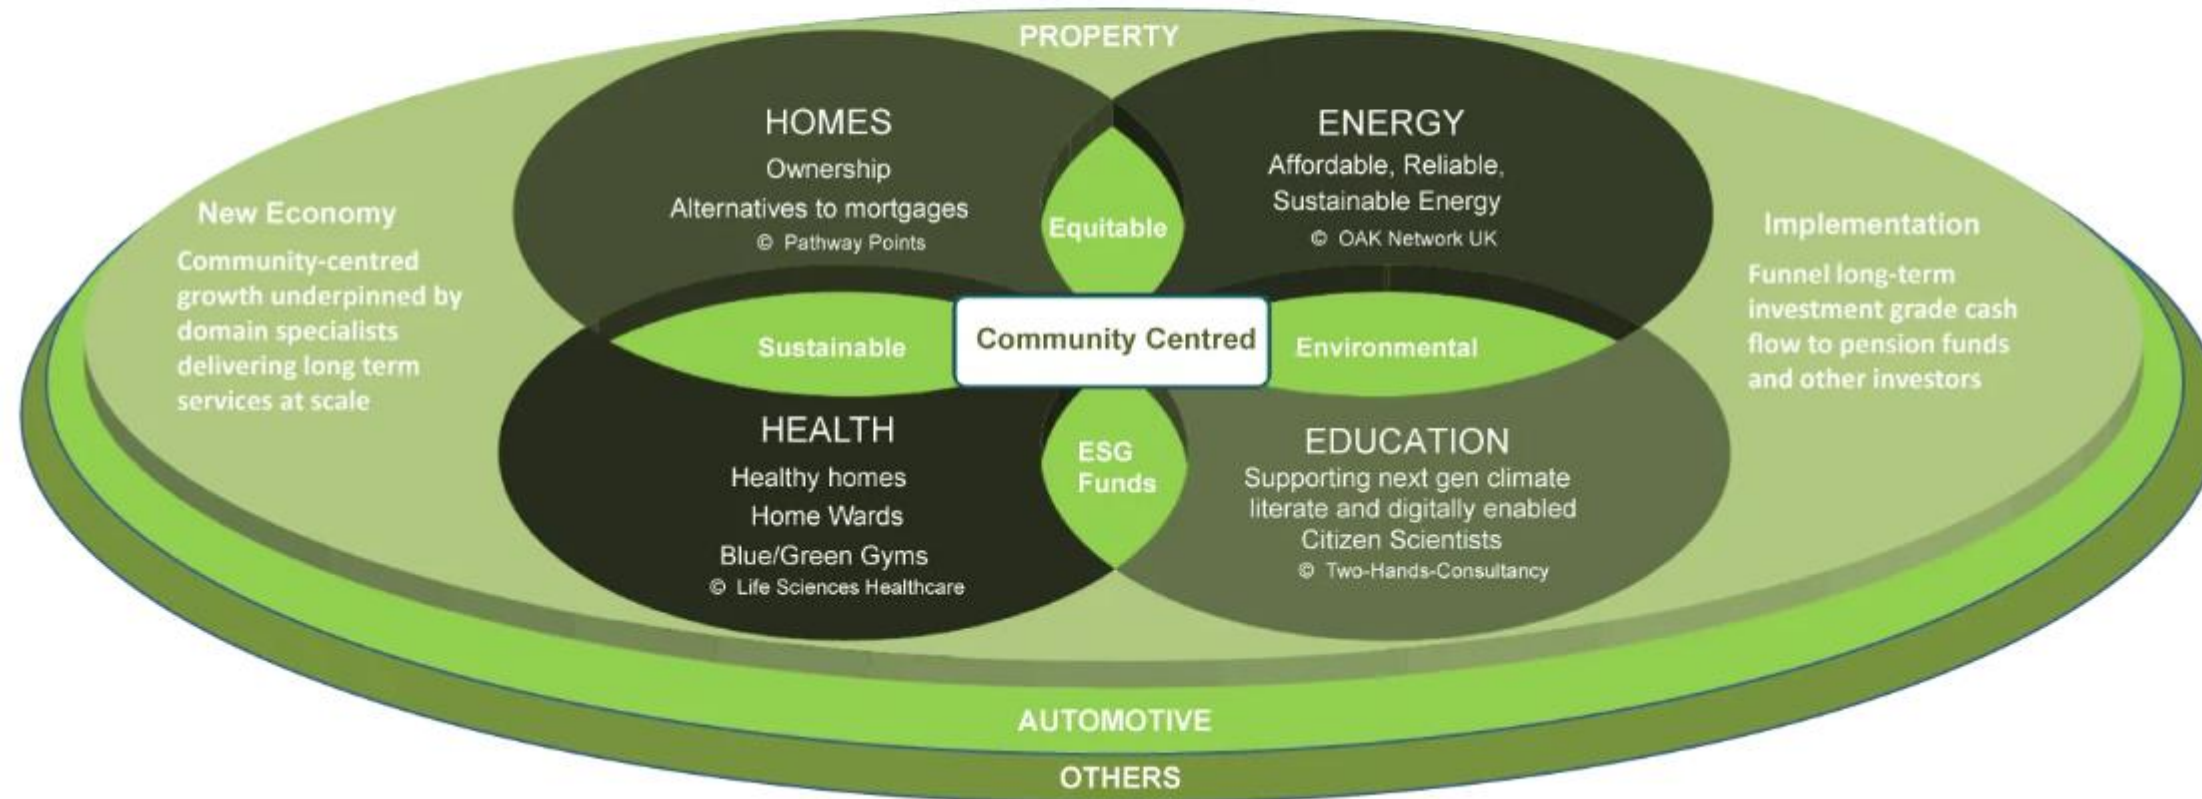 PROPERTY
New Economy
Community-centred
growth underpinned by
domain specialists
delivering long term
services at scale
HOMES
Ownership
Alternatives to mortgages
© Pathway Points
ENERGY
Affordable, Reliable,
Sustainable Energy
© OAK Network UK
Equitable
Sustainable
Community Centred
Environmental
ESG
Funds
HEALTH
Healthy homes
Home Wards
Blue/Green Gyms
© Life Sciences Healthcare
EDUCATION
Supporting next gen climate
literate and digitally enabled
Citizen Scientists
© Two-Hands-Consultancy
Implementation
Funnel long-term
investment grade cash
flow to pension funds
and other investors
AUTOMOTIVE
OTHERS